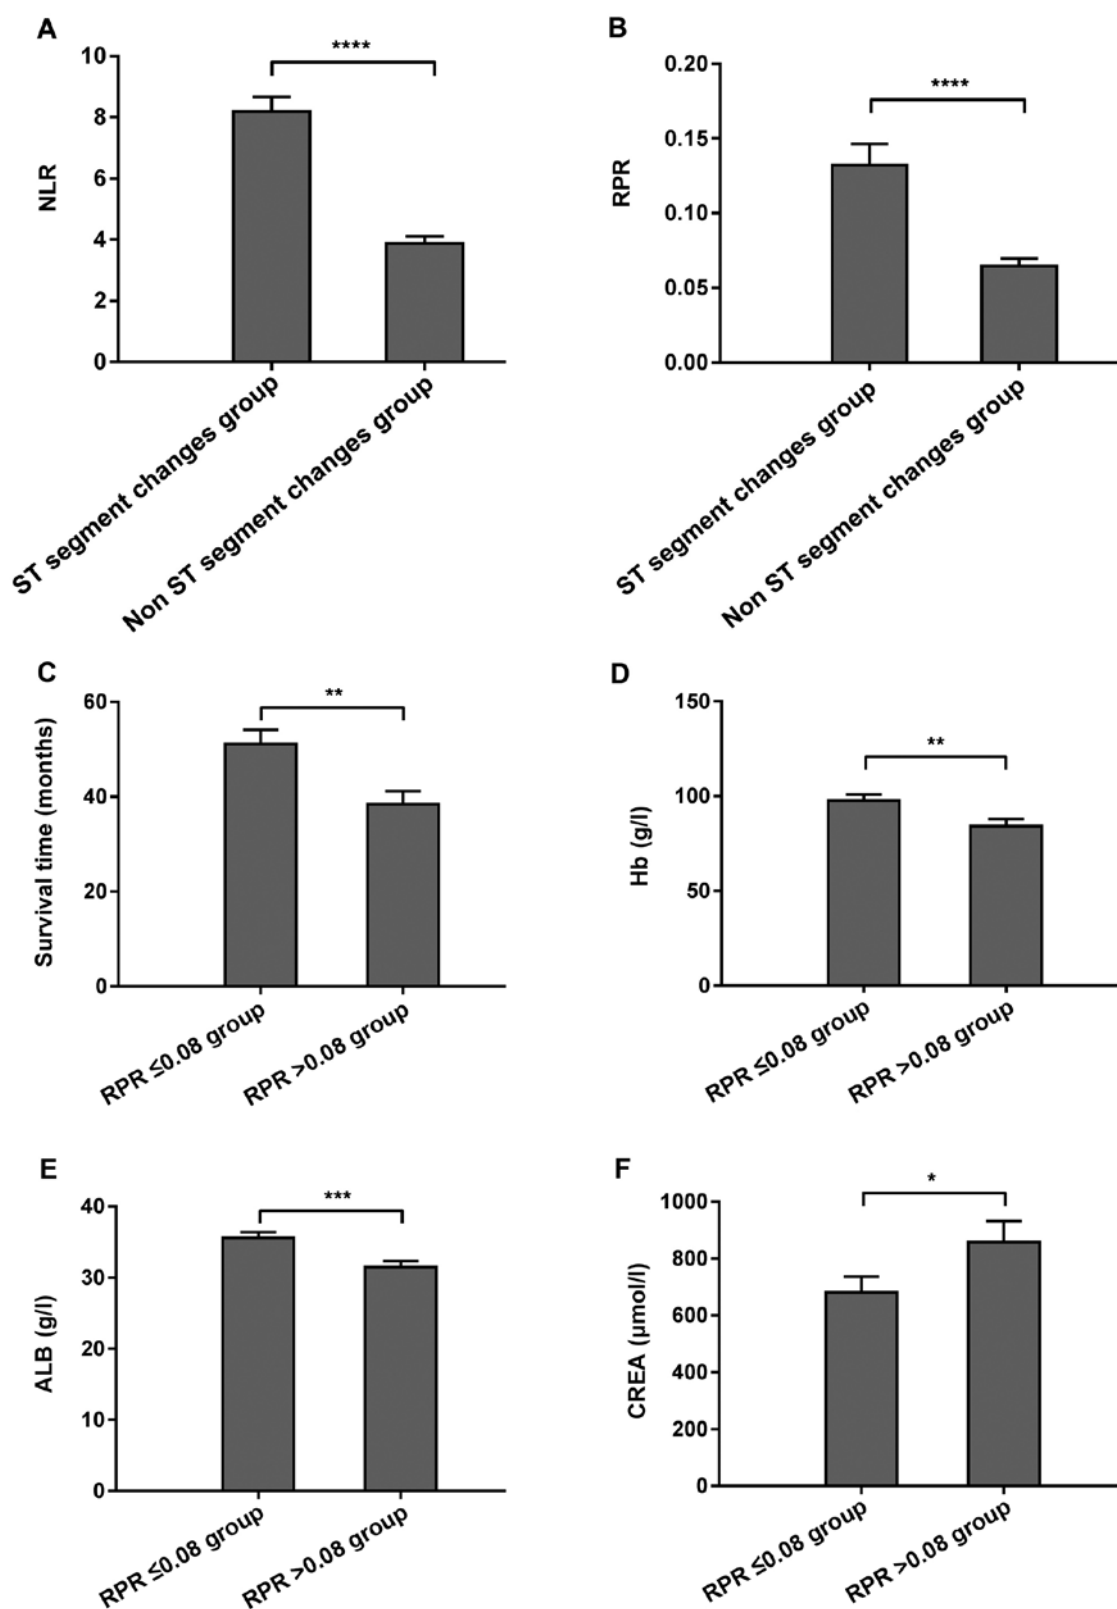 A
****
10
8
6
4
2
0
NLR
ST segment changes group
Non ST segment changes group
B
****
0.20
0.15
0.10
0.05
0.00
RPR
ST segment changes group
Non ST segment changes group
C
**
60
40
20
0
Survival time (months)
RPR ≤0.08 group
RPR >0.08 group
D
**
150
100
50
0
Hb (g/l)
RPR ≤0.08 group
RPR >0.08 group
E
***
40
30
20
10
0
ALB (g/l)
RPR ≤0.08 group
RPR >0.08 group
F
*
1000
800
600
400
200
0
CREA (µmol/l)
RPR ≤0.08 group
RPR >0.08 group